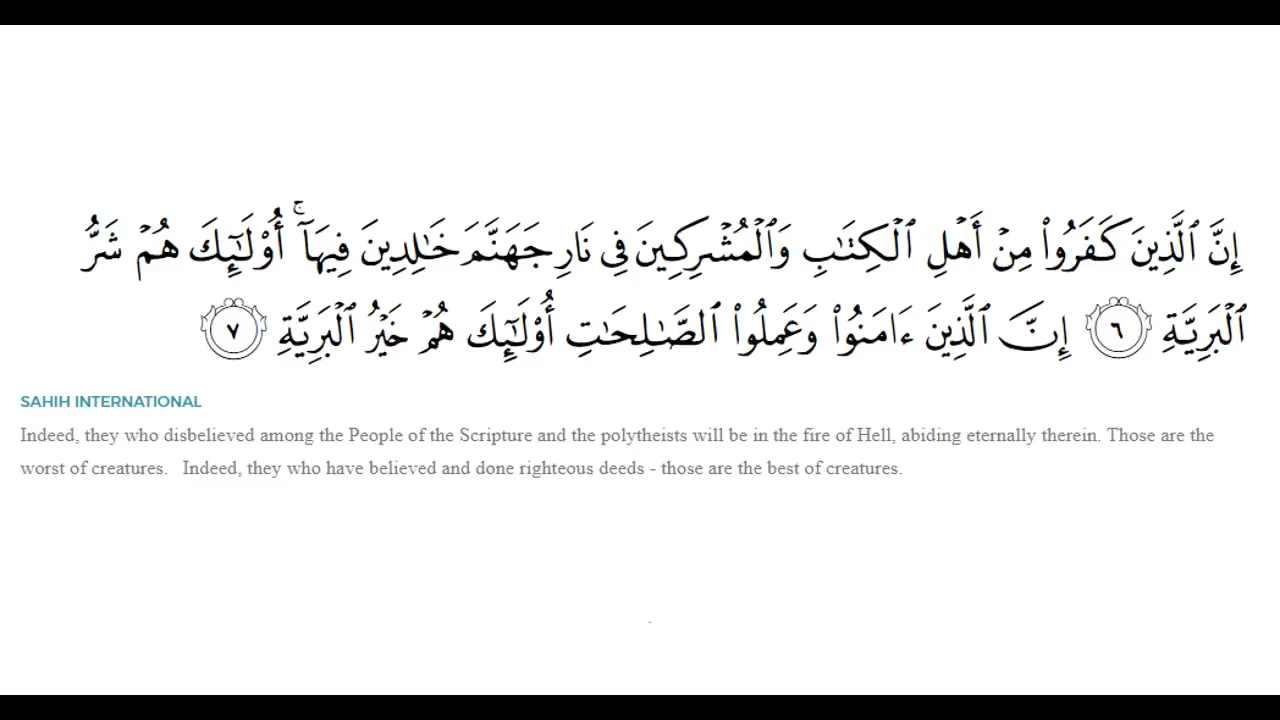 إِنَّ ٱلَّذِينَ كَفَرُوا۟ مِنْ أَهْلِ ٱلْكِتَـٰبِ وَٱلْمُشْرِكِينَ فِى نَارِ جَهَنَّمَ خَـٰلِدِينَ فِيهَآ ۚ أُو۟لَـٰٓئِكَ هُمْ شَرُّ
ٱلْبَرِيَّةِ ٦ إِنَّ ٱلَّذِينَ ءَامَنُوا۟ وَعَمِلُوا۟ ٱلصَّـٰلِحَـٰتِ أُو۟لَـٰٓئِكَ هُمْ خَيْرُ ٱلْبَرِيَّةِ ٧
SAHIH INTERNATIONAL
Indeed, they who disbelieved among the People of the Scripture and the polytheists will be in the fire of Hell, abiding eternally therein. Those are the
worst of creatures. Indeed, they who have believed and done righteous deeds - those are the best of creatures.